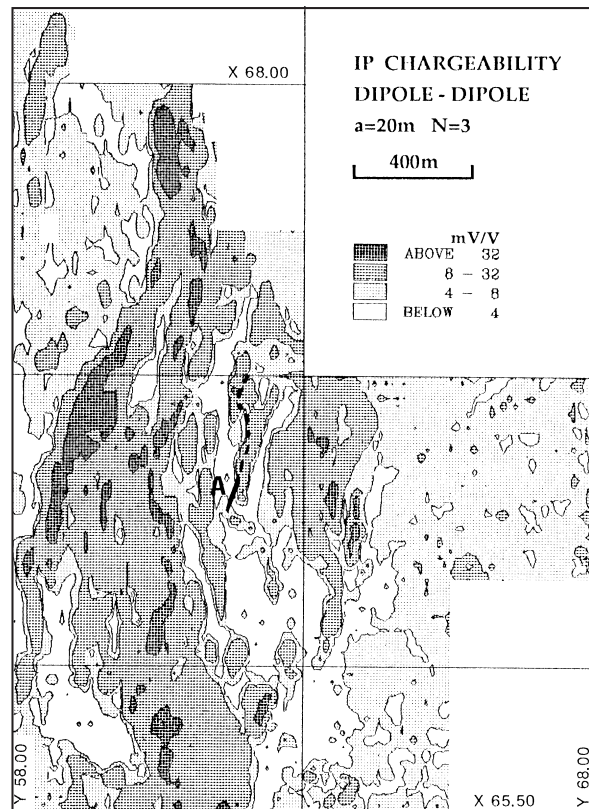 X 68.00
IP CHARGEABILITY
DIPOLE - DIPOLE
a=20m N=3
400m
mV/V
ABOVE 32
8 - 32
4 - 8
BELOW 4
A
Y 58.00
X 65.50
Y 68.00